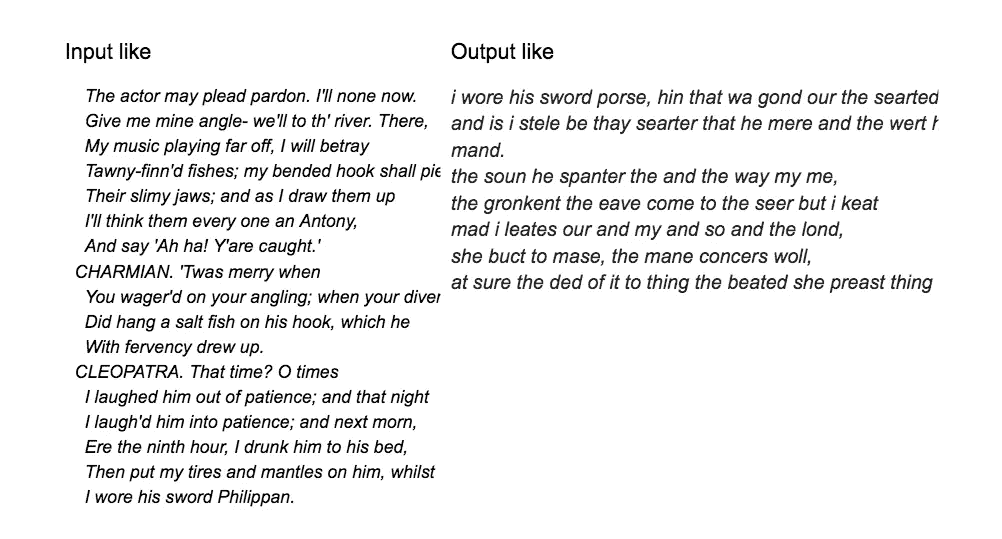 Input like
The actor may plead pardon. I'll none now.
Give me mine angle- we'll to th' river. There,
My music playing far off, I will betray
Tawny-finn'd fishes; my bended hook shall
Their slimy jaws; and as I draw them up
I'll think them every one an Antony,
And say 'Ah ha! Y'are caught.'
CHARMIAN. 'Twas merry when
You wager'd on your angling; when your diver
Did hang a salt fish on his hook, which he
With fervency drew up.
CLEOPATRA. That time? O times
I laughed him out of patience; and that night
I laugh'd him into patience; and next morn,
Ere the ninth hour, I drunk him to his bed,
Then put my tires and mantles on him, whilst
I wore his sword Philippan.
Output like
i wore his sword porse, hin that wa gond our the searted
and is i stele be thay searter that he mere and the wert
mand.
the soun he spanter the and the way my me,
the gronkent the eave come to the seer but i keat
mad i leates our and my and so and the lond,
she buct to mase, the mane concers woll,
at sure the ded of it to thing the beated she preast thing